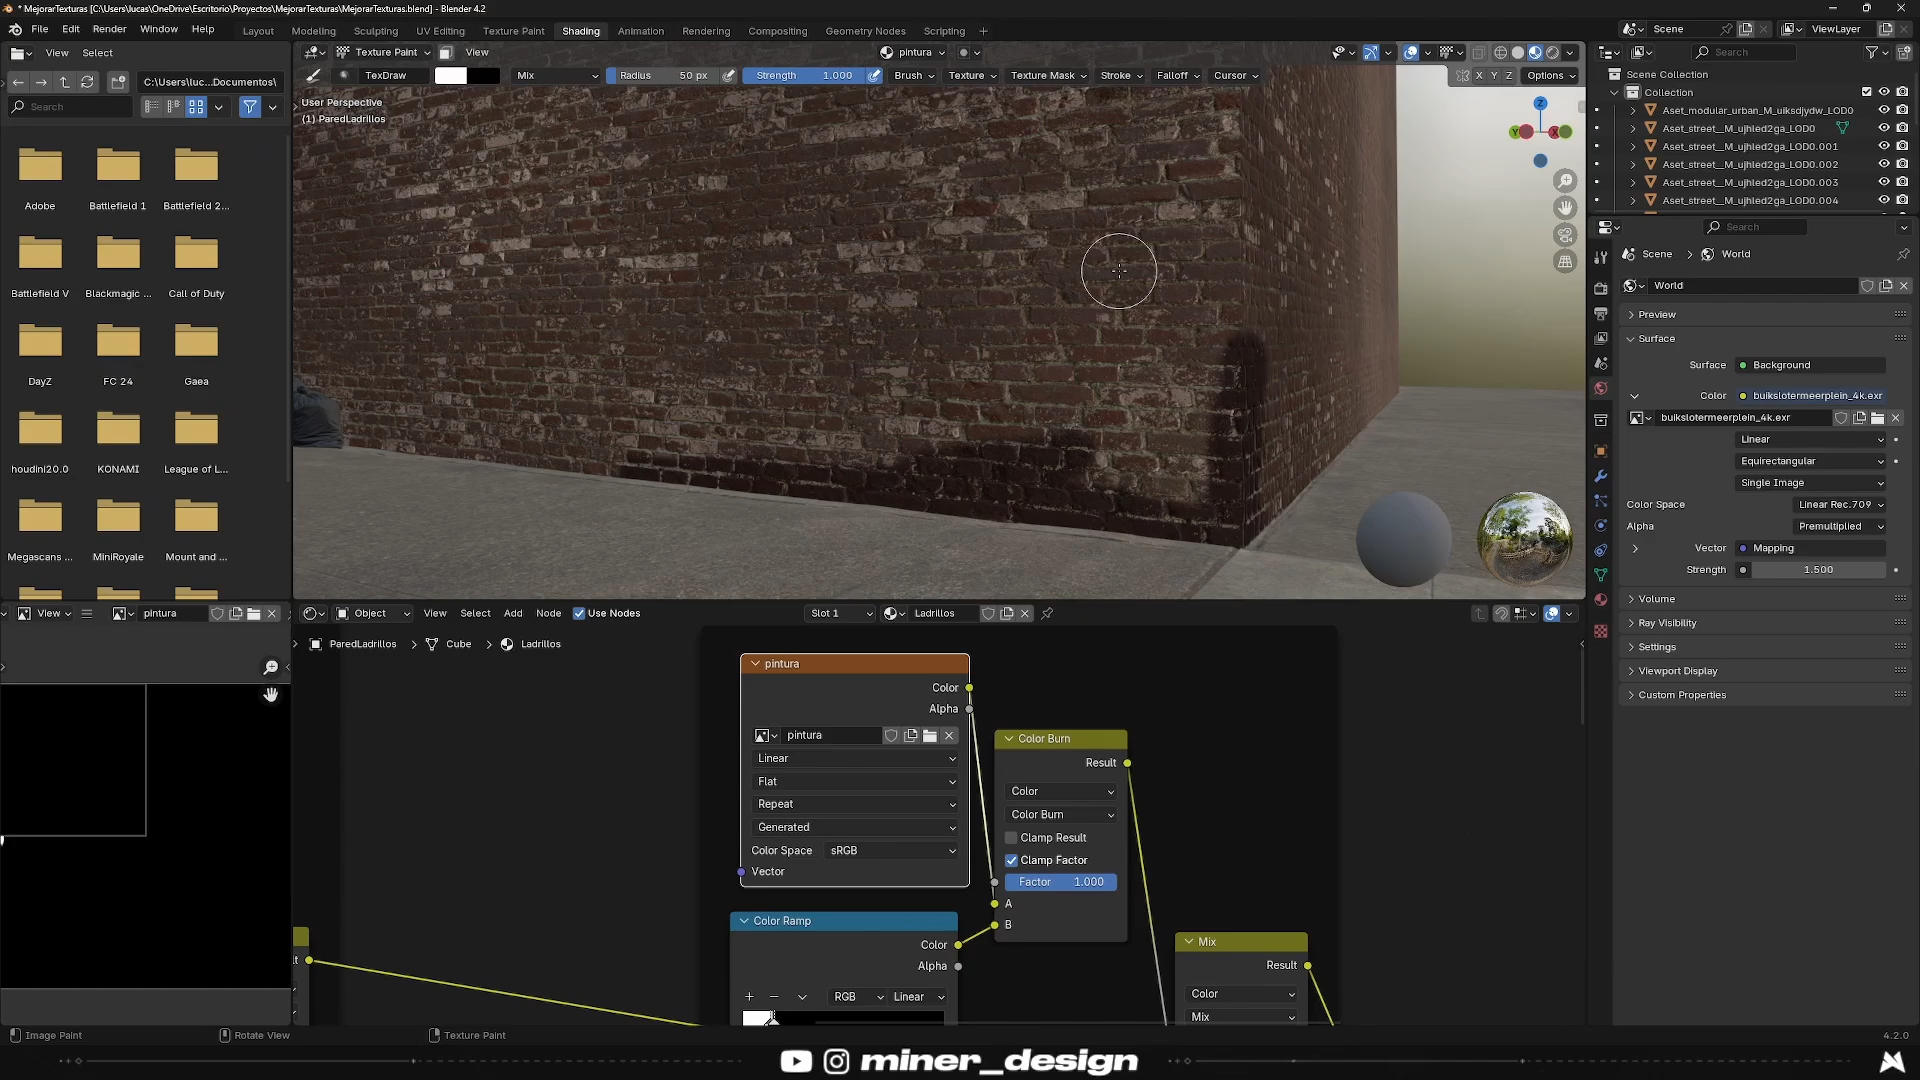 * MejorarTexturas [C:\Users\lucas\OneDrive\Escritorio\Proyectos\MejorarTexturas\MejorarTexturas.blend] - Blender 4.2
File Edit Render Window Help
Layout Modeling Sculpting UV Editing Texture Paint Shading Animation Rendering Compositing Geometry Nodes Scripting
Scene
ViewLayer
View Select
Texture Paint View
pintura
Search
C:\Users\luc...Documentos\
TexDraw
Mix
Radius 50 px
Strength 1.000
Brush Texture Texture Mask Stroke Falloff Cursor
X Y Z
Options
Search
User Perspective
(1) ParedLadrillos
Adobe
Battlefield 1
Battlefield 2...
Battlefield V
Blackmagic ...
Call of Duty
DayZ
FC 24
Gaea
houdini20.0
KONAMI
League of L...
Megascans ...
MiniRoyale
Mount and ...
Z
Y
X
Scene Collection
Collection
Aset_modular_urban_M_uiksdjydw_LOD0
Aset_street__M_ujhled2ga_LOD0
Aset_street__M_ujhled2ga_LOD0.001
Aset_street__M_ujhled2ga_LOD0.002
Aset_street__M_ujhled2ga_LOD0.003
Aset_street__M_ujhled2ga_LOD0.004
Search
Scene
World
World
Preview
Surface
Surface Background
Color buikslotermeerplein_4k.exr
buikslotermeerplein_4k.exr
Linear
Equirectangular
Single Image
Color Space Linear Rec.709
Alpha Premultiplied
Vector Mapping
Strength 1.500
Volume
Ray Visibility
Settings
Viewport Display
Custom Properties
View
pintura
Object View Select Add Node Use Nodes
Slot 1
Ladrillos
ParedLadrillos > Cube > Ladrillos
pintura
Color
Alpha
pintura
Linear
Flat
Repeat
Generated
Color Space sRGB
Vector
Color Burn
Result
Color
Color Burn
Clamp Result
Clamp Factor
Factor 1.000
A
B
Color Ramp
Color
Alpha
RGB Linear
Mix
Result
Color
Mix
Image Paint
Rotate View
Texture Paint
4.2.0
miner_design